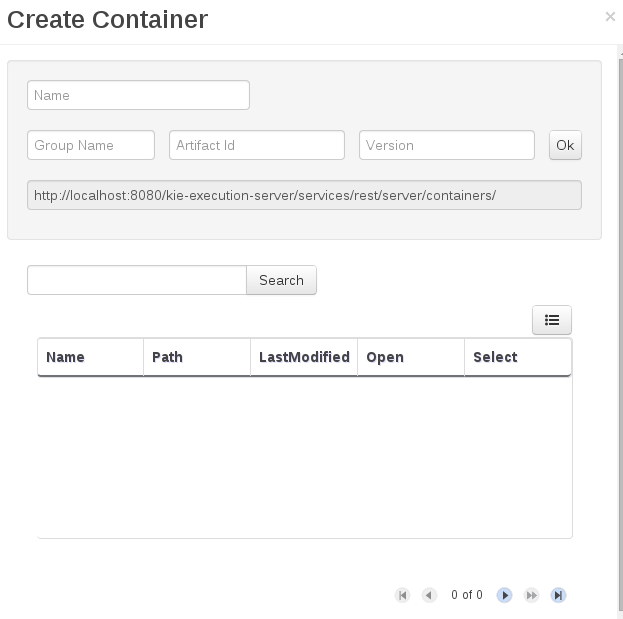 Create Container
×
Name
Group Name Artifact Id Version Ok
http://localhost:8080/kie-execution-server/services/rest/server/containers/
Search
Name Path LastModified Open Select
0 of 0